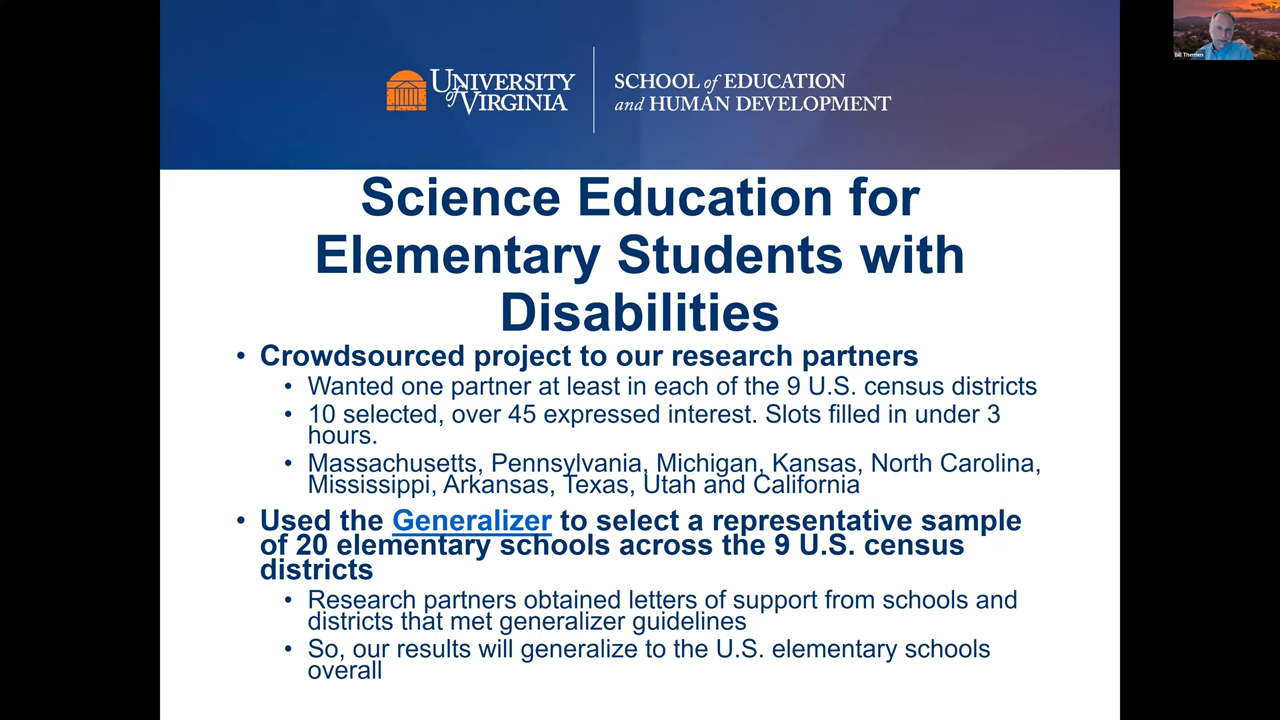 UNIVERSITY of VIRGINIA
SCHOOL of EDUCATION
and HUMAN DEVELOPMENT
Bill Therrien
Science Education for
Elementary Students with
Disabilities
• Crowdsourced project to our research partners
• Wanted one partner at least in each of the 9 U.S. census districts
• 10 selected, over 45 expressed interest. Slots filled in under 3
hours.
• Massachusetts, Pennsylvania, Michigan, Kansas, North Carolina,
Mississippi, Arkansas, Texas, Utah and California
• Used the Generalizer to select a representative sample
of 20 elementary schools across the 9 U.S. census
districts
• Research partners obtained letters of support from schools and
districts that met generalizer guidelines
• So, our results will generalize to the U.S. elementary schools
overall